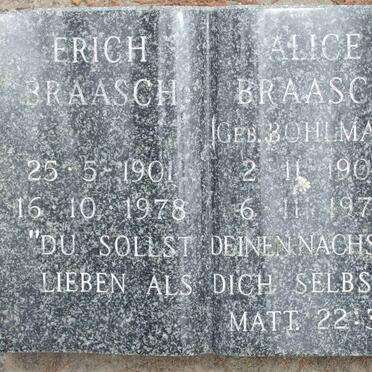 ERICH
BRAASCH
25·5-1901
16·10.1978
ALICE
BRAASC
(GEB.BOHLMA
2·11·190
6·11·197
"DU SOLLST DEINEN NACHS
LIEBEN ALS DICH SELBS
MATT. 22-3